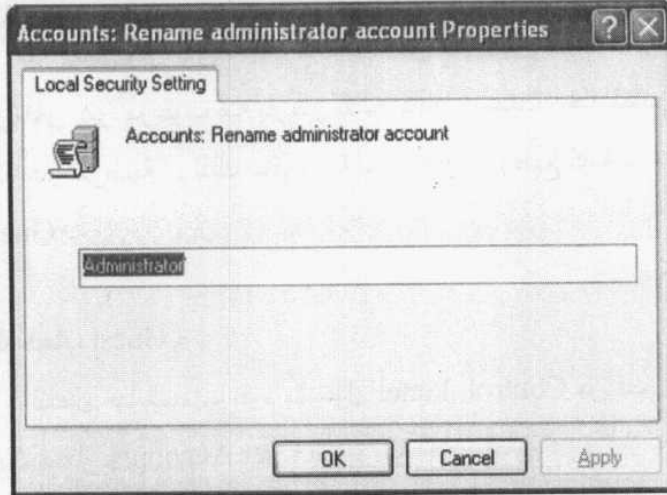 Accounts: Rename administrator account Properties
Local Security Setting
Accounts: Rename administrator account
Administrator
OK
Cancel
Apply